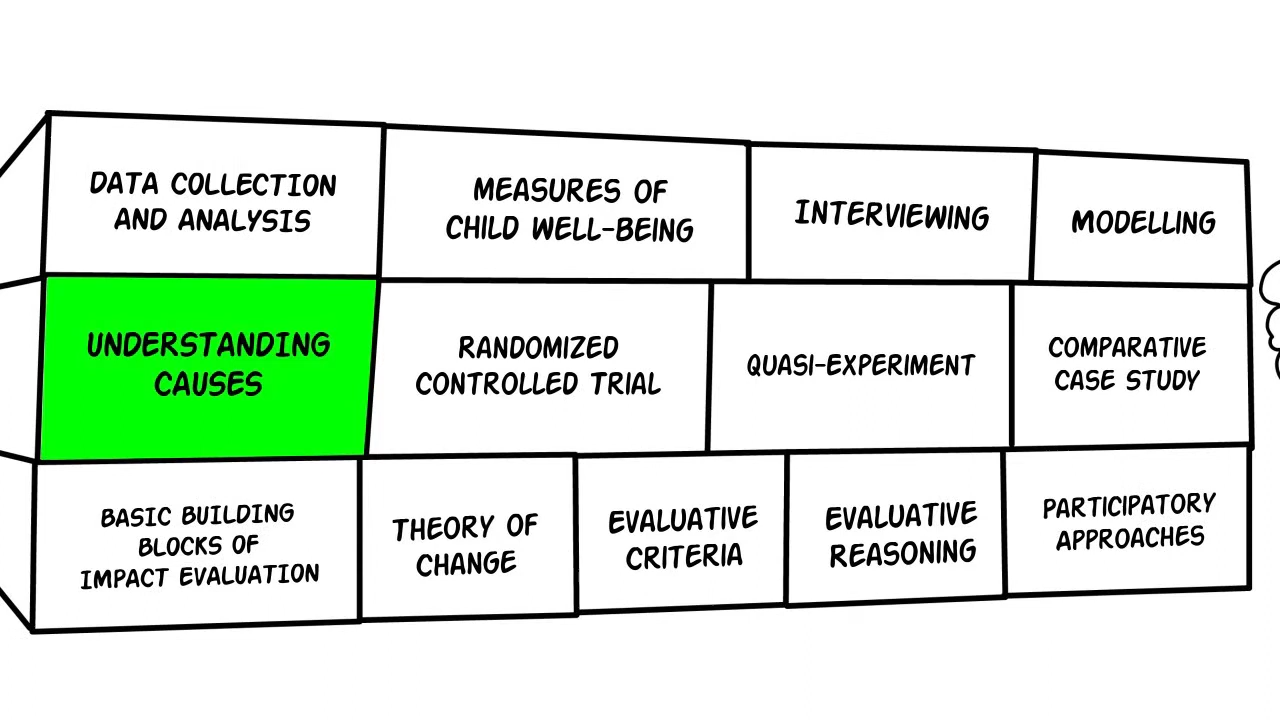 DATA COLLECTION
AND ANALYSIS
MEASURES OF
CHILD WELL-BEING
INTERVIEWING
MODELLING
UNDERSTANDING
CAUSES
RANDOMIZED
CONTROLLED TRIAL
QUASI-EXPERIMENT
COMPARATIVE
CASE STUDY
BASIC BUILDING
BLOCKS OF
IMPACT EVALUATION
THEORY OF
CHANGE
EVALUATIVE
CRITERIA
EVALUATIVE
REASONING
PARTICIPATORY
APPROACHES